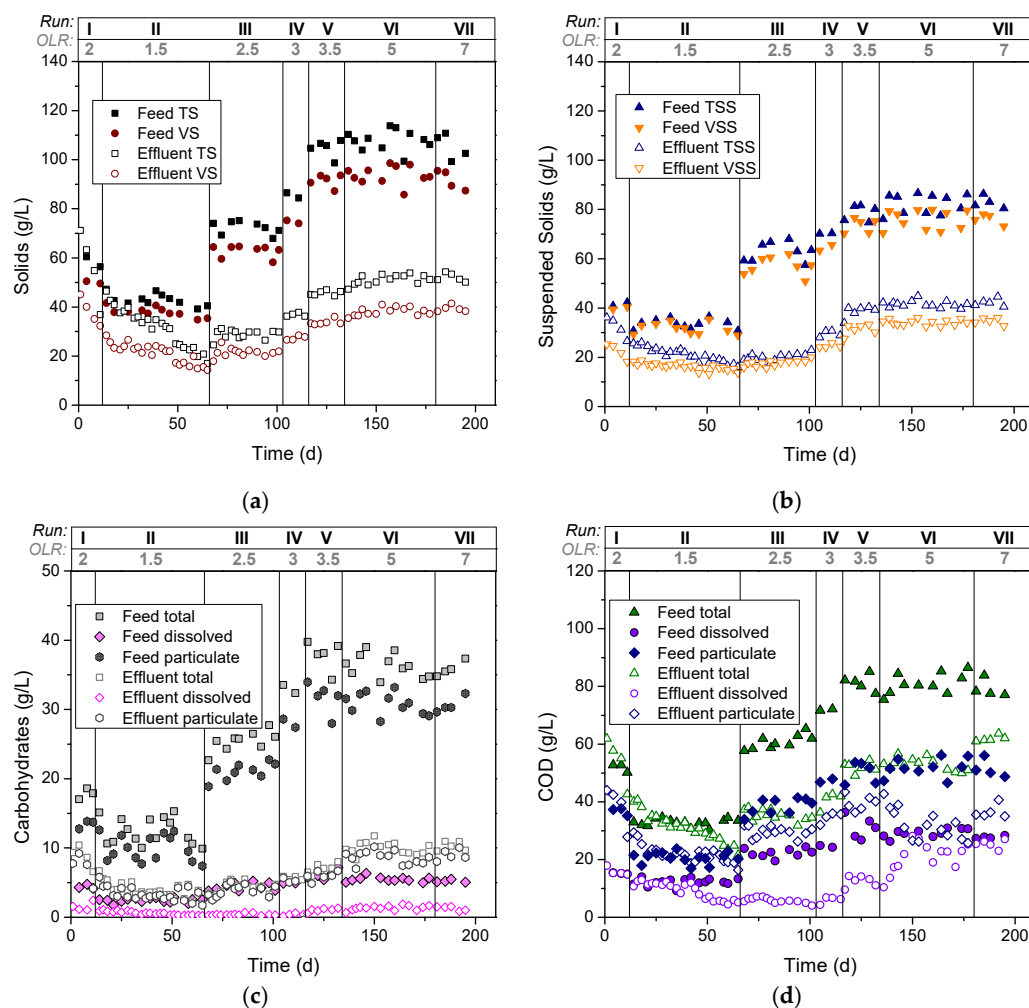 Run: I II III IV V VI VII
OLR: 2 1.5 2.5 3 3.5 5 7
140
120
100
80
60
40
20
0
Solids (g/L)
Feed TS
Feed VS
Effluent TS
Effluent VS
0 50 100 150 200
Time (d)
(a)
Run: I II III IV V VI VII
OLR: 2 1.5 2.5 3 3.5 5 7
140
120
100
80
60
40
20
0
Suspended Solids (g/L)
Feed TSS
Feed VSS
Effluent TSS
Effluent VSS
0 50 100 150 200
Time (d)
(b)
Run: I II III IV V VI VII
OLR: 2 1.5 2.5 3 3.5 5 7
50
40
30
20
10
0
Carbohydrates (g/L)
Feed total
Feed dissolved
Feed particulate
Effluent total
Effluent dissolved
Effluent particulate
0 50 100 150 200
Time (d)
(c)
Run: I II III IV V VI VII
OLR: 2 1.5 2.5 3 3.5 5 7
120
100
80
60
40
20
0
COD (g/L)
Feed total
Feed dissolved
Feed particulate
Effluent total
Effluent dissolved
Effluent particulate
0 50 100 150 200
Time (d)
(d)